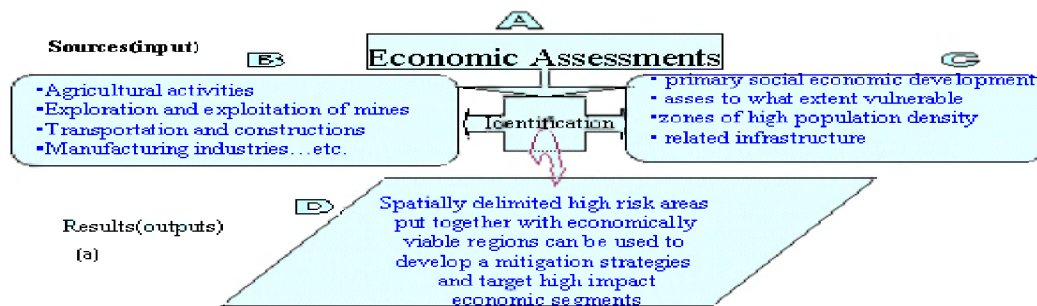 A
Sources(input)
Economic Assessments
B
C
•Agricultural activities
•Exploration and exploitation of mines
•Transportation and constructions
•Manufacturing industries...etc.
Identification
• primary social economic development
• asses to what extent vulnerable
•zones of high population density
• related infrastructure
D
Results(outputs)
(a)
Spatially delimited high risk areas
put together with economically
viable regions can be used to
develop a mitigation strategies
and target high impact
economic segments